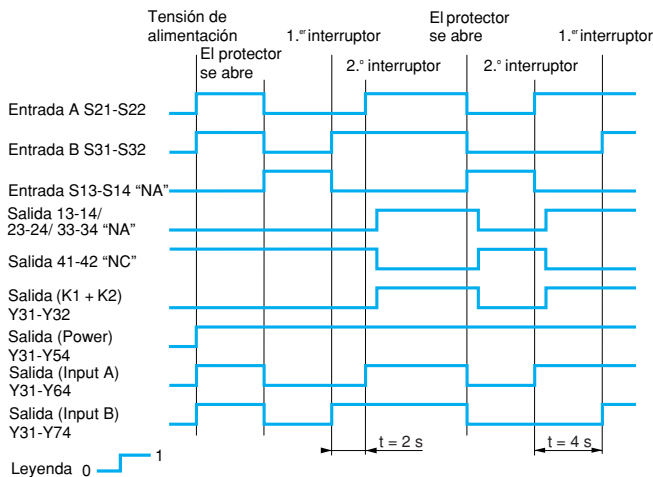 Tensión de
alimentación
El protector
se abre
1.er interruptor
2.° interruptor
El protector
se abre
2.° interruptor
1.er interruptor
Entrada A S21-S22
Entrada B S31-S32
Entrada S13-S14 “NA”
Salida 13-14/
23-24/ 33-34 “NA”
Salida 41-42 “NC”
Salida (K1 + K2)
Y31-Y32
Salida (Power)
Y31-Y54
Salida (Input A)
Y31-Y64
Salida (Input B)
Y31-Y74
t = 2 s
t = 4 s
Leyenda 0 1